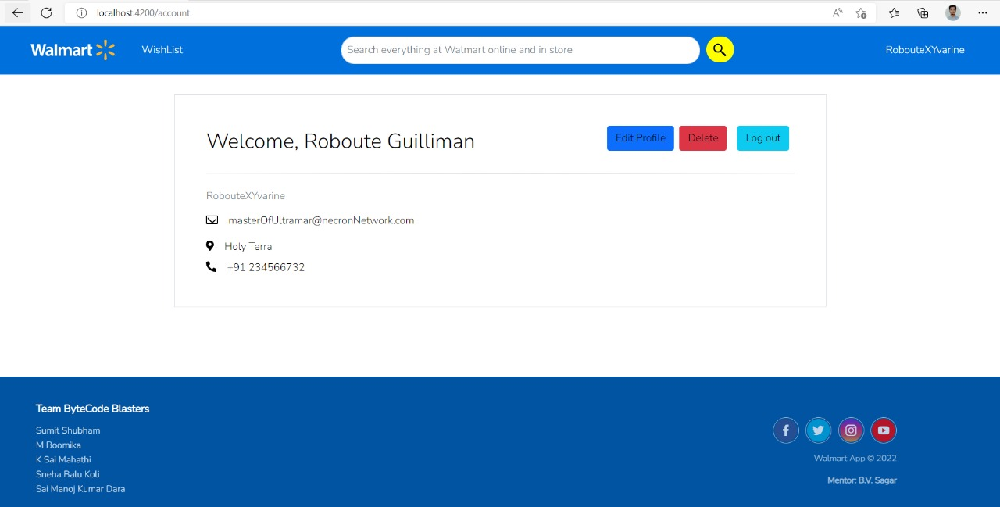 localhost:4200/account
Walmart WishList Search everything at Walmart online and in store RobouteXYvarine
Welcome, Roboute Guilliman Edit Profile Delete Log out
RobouteXYvarine
masterOfUltramar@necronNetwork.com
Holy Terra
+91 234566732
Team ByteCode Blasters
Sumit Shubham
M Boomika
K Sai Mahathi
Sneha Balu Koli
Sai Manoj Kumar Dara
Walmart App © 2022
Mentor: B.V. Sagar